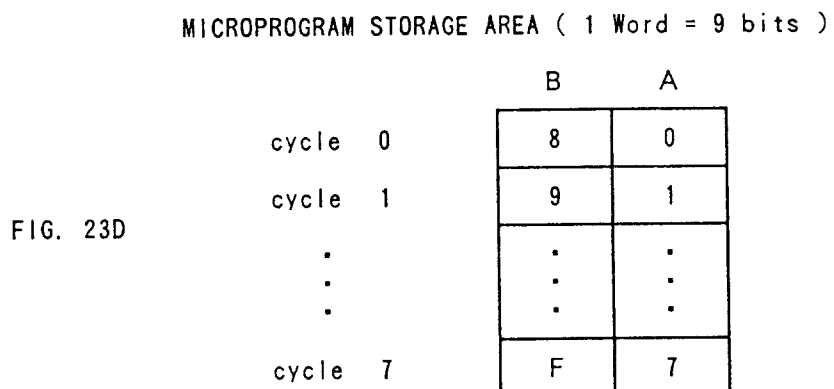 MICROPROGRAM STORAGE AREA ( 1 Word = 9 bits )
B A
cycle 0 8 0
cycle 1 9 1
FIG. 23D
cycle 7 F 7